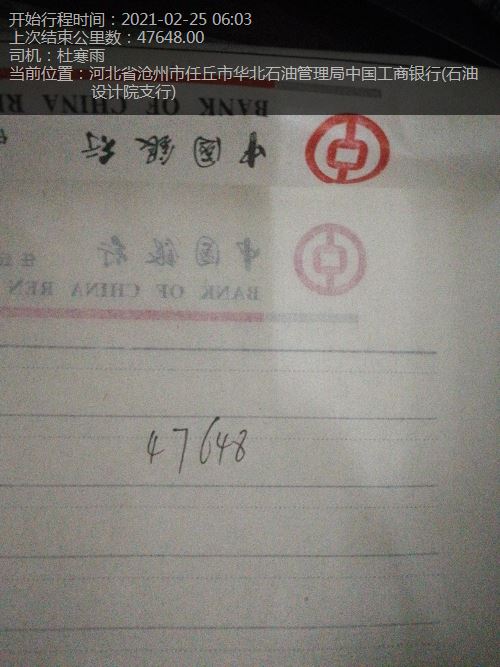 开始行程时间：2021-02-25 06:03
上次结束公里数：47648.00
司机：杜寒雨
当前位置：河北省沧州市任丘市华北石油管理局中国工商银行(石油
设计院支行)
BANK OF CHINA RE
中国银行
中国银行
BANK OF CHINA REN
47648